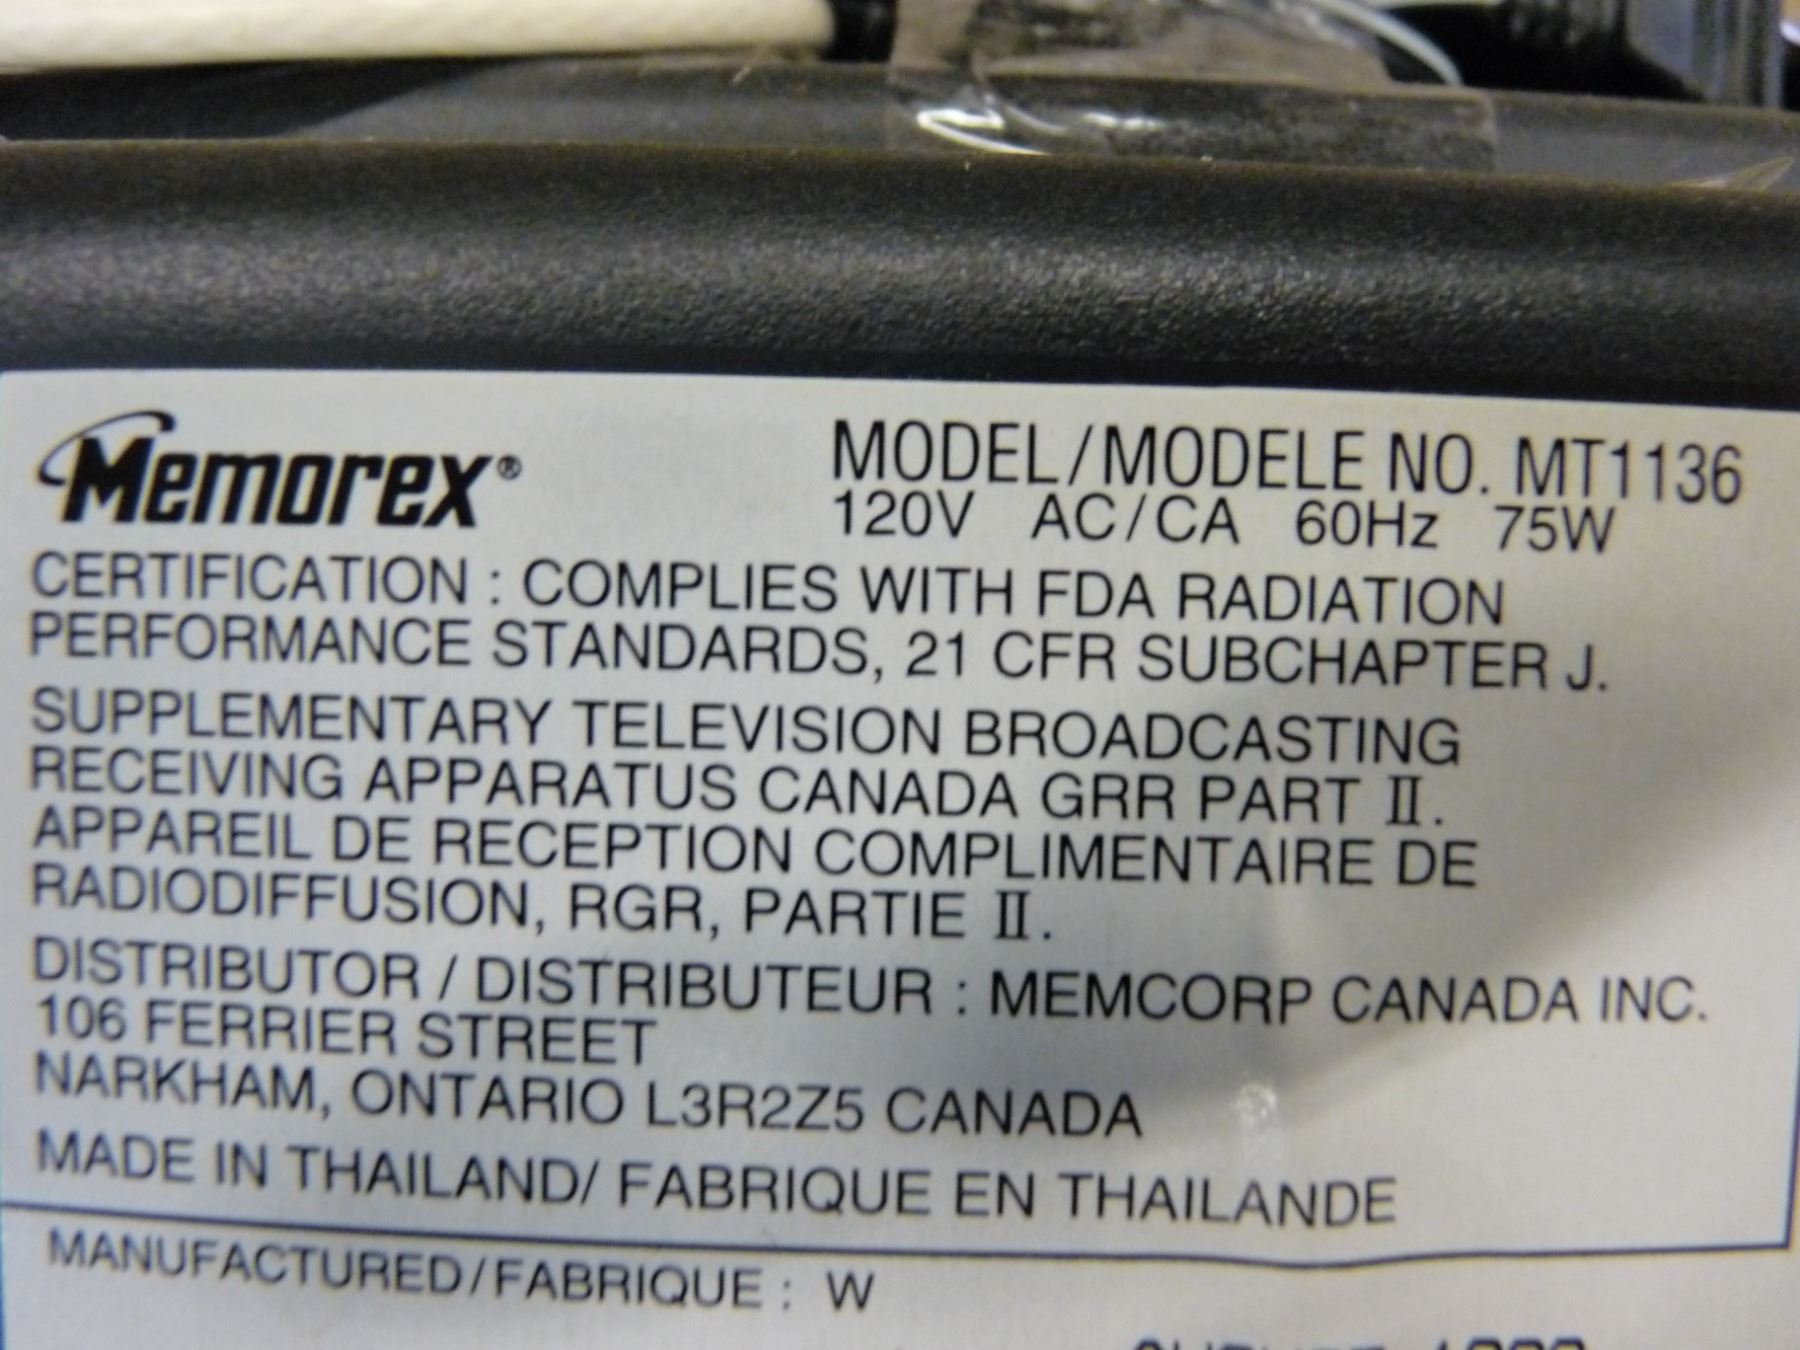 Memorex®
MODEL/MODELE NO. MT1136
120V AC/CA 60Hz 75W
CERTIFICATION : COMPLIES WITH FDA RADIATION
PERFORMANCE STANDARDS, 21 CFR SUBCHAPTER J.
SUPPLEMENTARY TELEVISION BROADCASTING
RECEIVING APPARATUS CANADA GRR PART II.
APPAREIL DE RECEPTION COMPLIMENTAIRE DE
RADIODIFFUSION, RGR, PARTIE II.
DISTRIBUTOR / DISTRIBUTEUR : MEMCORP CANADA INC.
106 FERRIER STREET
NARKHAM, ONTARIO L3R2Z5 CANADA
MADE IN THAILAND/ FABRIQUE EN THAILANDE
MANUFACTURED/FABRIQUE : W